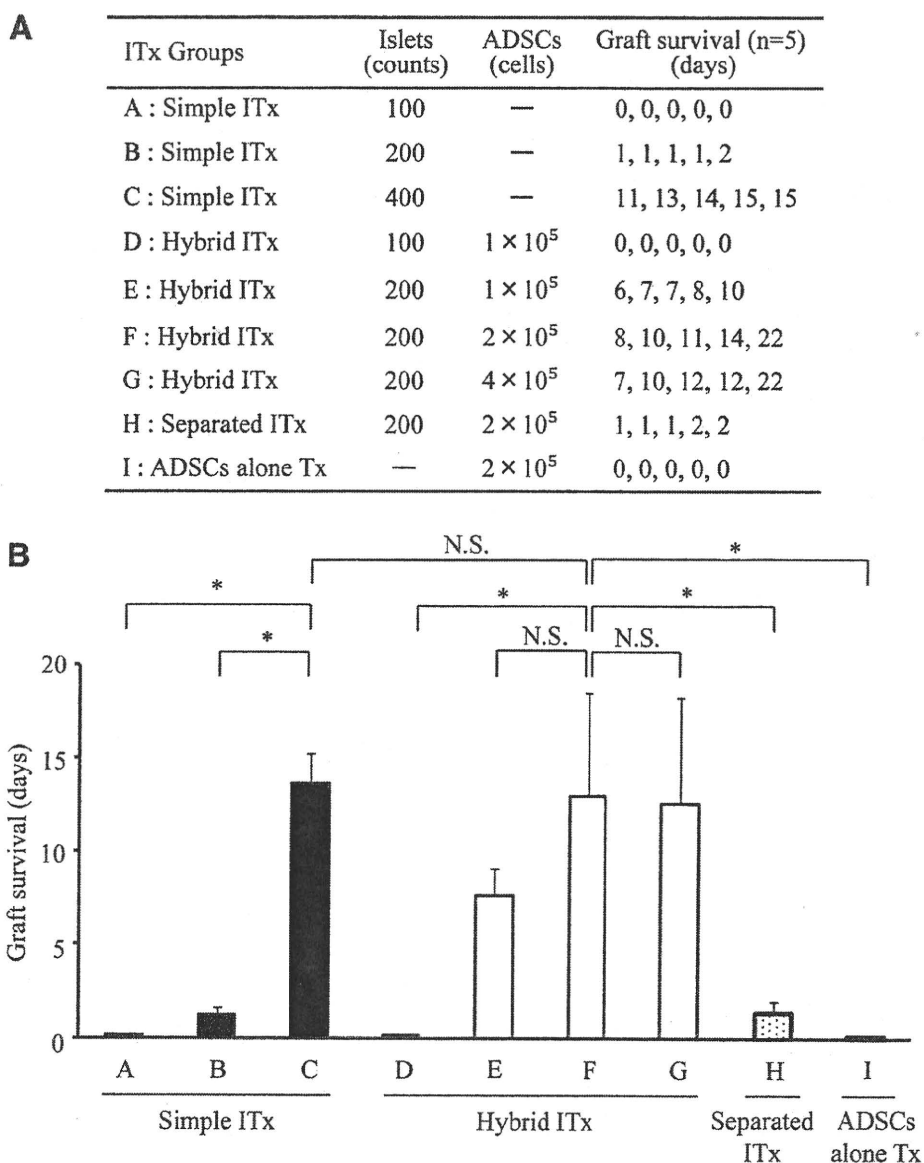 A
ITx Groups Islets (counts) ADSCs (cells) Graft survival (n=5) (days)
A : Simple ITx 100 — 0, 0, 0, 0, 0
B : Simple ITx 200 — 1, 1, 1, 1, 2
C : Simple ITx 400 — 11, 13, 14, 15, 15
D : Hybrid ITx 100 1 × 10⁵ 0, 0, 0, 0, 0
E : Hybrid ITx 200 1 × 10⁵ 6, 7, 7, 8, 10
F : Hybrid ITx 200 2 × 10⁵ 8, 10, 11, 14, 22
G : Hybrid ITx 200 4 × 10⁵ 7, 10, 12, 12, 22
H : Separated ITx 200 2 × 10⁵ 1, 1, 1, 2, 2
I : ADSCs alone Tx — 2 × 10⁵ 0, 0, 0, 0, 0
B
N.S.
* *
* *
* N.S. N.S.
Graft survival (days)
20
15
10
5
0
A B C D E F G H I
Simple ITx Hybrid ITx Separated ADSCs
ITx alone Tx